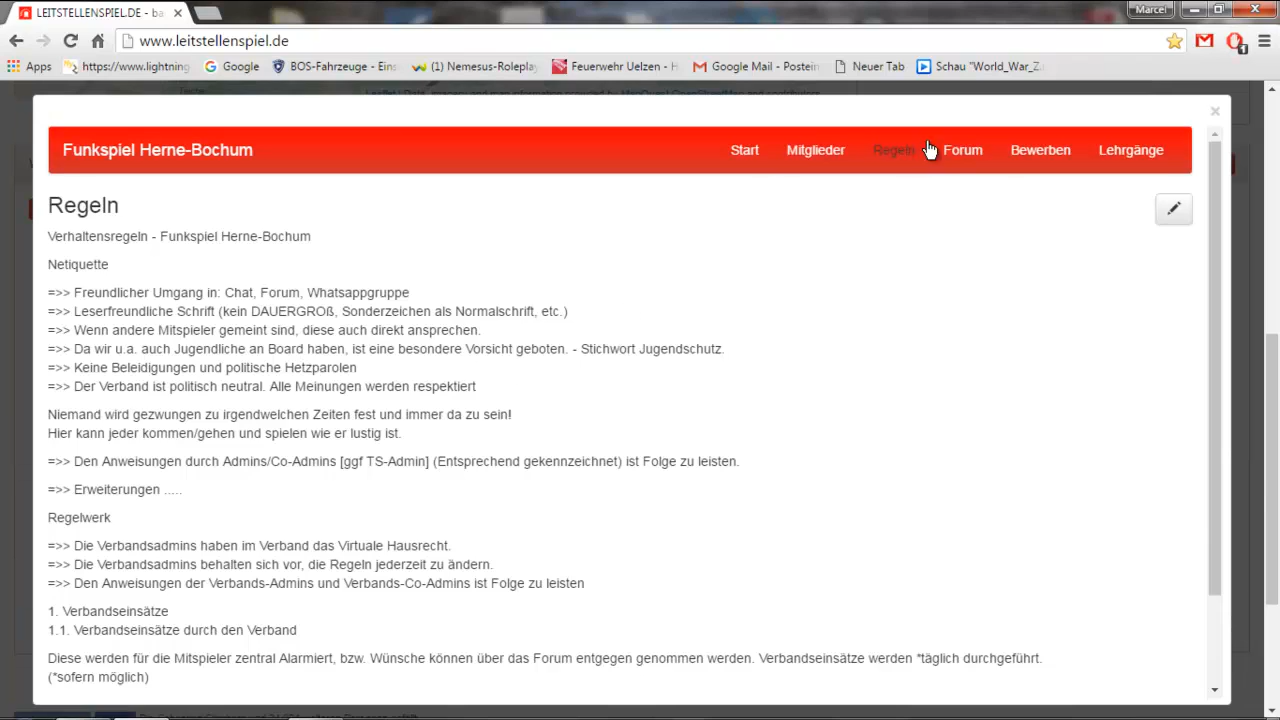 LEITSTELLENSPIEL.DE - ba
Marcel
www.leitstellenspiel.de
1
Apps
https://www.lightning
Google
BOS-Fahrzeuge - Eins
(1) Nemesus-Roleplay
Feuerwehr Uelzen - H
Google Mail - Postein
Neuer Tab
Schau "World_War_Z
Funkspiel Herne-Bochum
Start
Mitglieder
Regeln
Forum
Bewerben
Lehrgänge
Regeln
Verhaltensregeln - Funkspiel Herne-Bochum
Netiquette
=>> Freundlicher Umgang in: Chat, Forum, Whatsappgruppe
=>> Leserfreundliche Schrift (kein DAUERGROß, Sonderzeichen als Normalschrift, etc.)
=>> Wenn andere Mitspieler gemeint sind, diese auch direkt ansprechen.
=>> Da wir u.a. auch Jugendliche an Board haben, ist eine besondere Vorsicht geboten. - Stichwort Jugendschutz.
=>> Keine Beleidigungen und politische Hetzparolen
=>> Der Verband ist politisch neutral. Alle Meinungen werden respektiert
Niemand wird gezwungen zu irgendwelchen Zeiten fest und immer da zu sein!
Hier kann jeder kommen/gehen und spielen wie er lustig ist.
=>> Den Anweisungen durch Admins/Co-Admins [ggf TS-Admin] (Entsprechend gekennzeichnet) ist Folge zu leisten.
=>> Erweiterungen .....
Regelwerk
=>> Die Verbandsadmins haben im Verband das Virtuale Hausrecht.
=>> Die Verbandsadmins behalten sich vor, die Regeln jederzeit zu ändern.
=>> Den Anweisungen der Verbands-Admins und Verbands-Co-Admins ist Folge zu leisten
1. Verbandseinsätze
1.1. Verbandseinsätze durch den Verband
Diese werden für die Mitspieler zentral Alarmiert, bzw. Wünsche können über das Forum entgegen genommen werden. Verbandseinsätze werden *täglich durchgeführt.
(*sofern möglich)